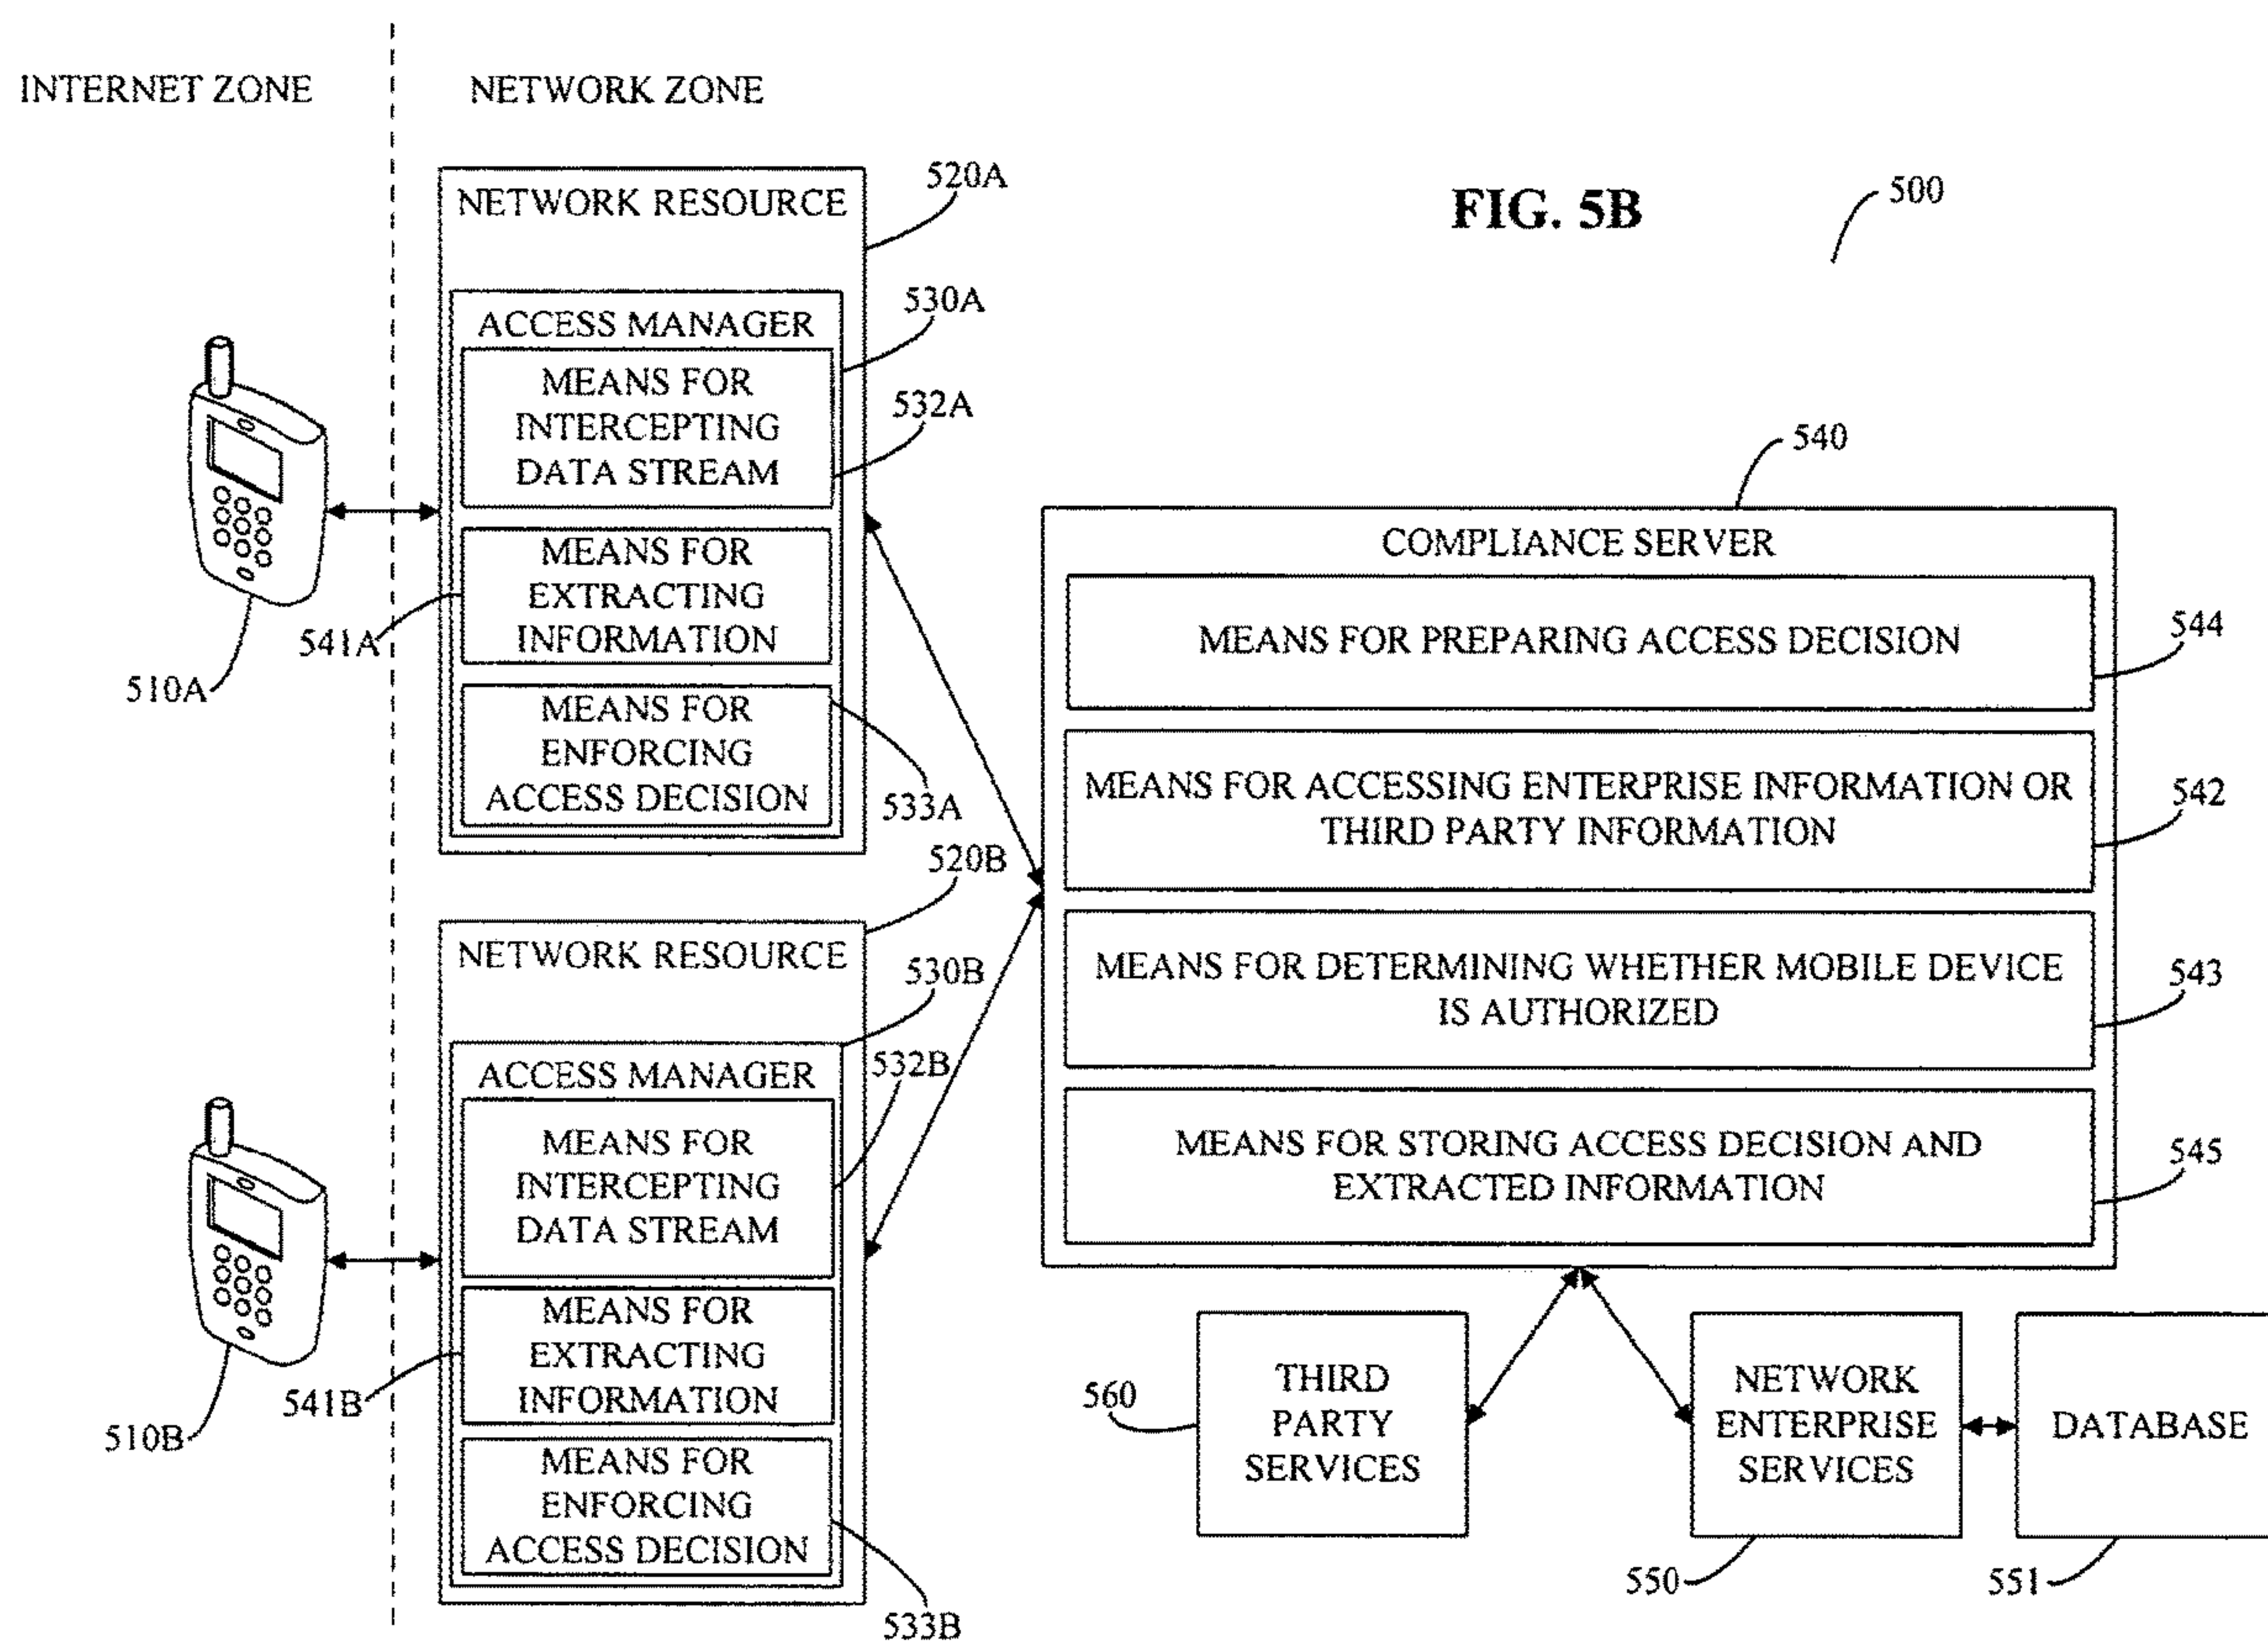 INTERNET ZONE
NETWORK ZONE
FIG. 5B
500
520A
NETWORK RESOURCE
530A
ACCESS MANAGER
MEANS FOR
INTERCEPTING
DATA STREAM
532A
MEANS FOR
EXTRACTING
INFORMATION
541A
510A
MEANS FOR
ENFORCING
ACCESS DECISION
533A
520B
NETWORK RESOURCE
530B
ACCESS MANAGER
532B
MEANS FOR
INTERCEPTING
DATA STREAM
MEANS FOR
EXTRACTING
INFORMATION
541B
510B
MEANS FOR
ENFORCING
ACCESS DECISION
533B
540
COMPLIANCE SERVER
MEANS FOR PREPARING ACCESS DECISION
544
MEANS FOR ACCESSING ENTERPRISE INFORMATION OR
THIRD PARTY INFORMATION
542
MEANS FOR DETERMINING WHETHER MOBILE DEVICE
IS AUTHORIZED
543
MEANS FOR STORING ACCESS DECISION AND
EXTRACTED INFORMATION
545
560
THIRD
PARTY
SERVICES
NETWORK
ENTERPRISE
SERVICES
550
DATABASE
551